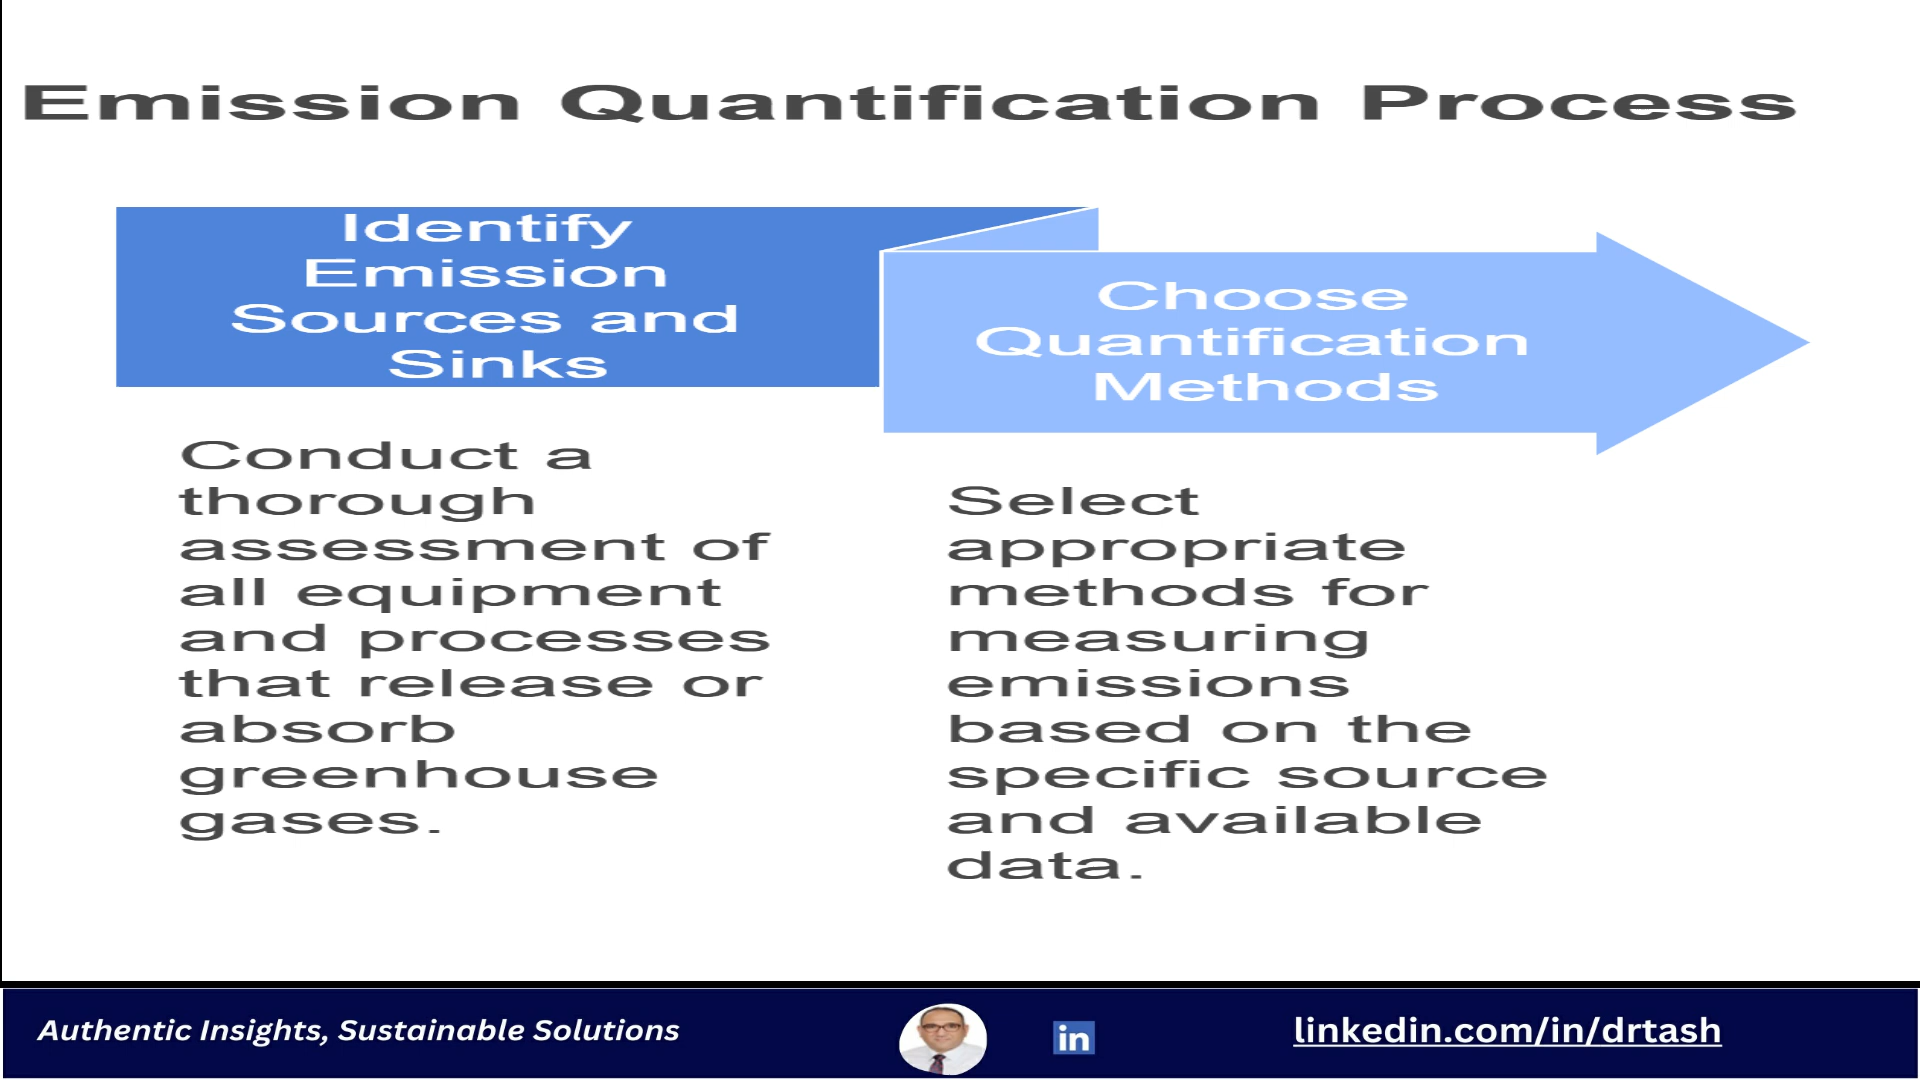 Emission Quantification Process
Identify
Emission
Sources and
Sinks
Choose
Quantification
Methods
Conduct a
thorough
assessment of
all equipment
and processes
that release or
absorb
greenhouse
gases.
Select
appropriate
methods for
measuring
emissions
based on the
specific source
and available
data.
Authentic Insights, Sustainable Solutions
in
linkedin.com/in/drtash